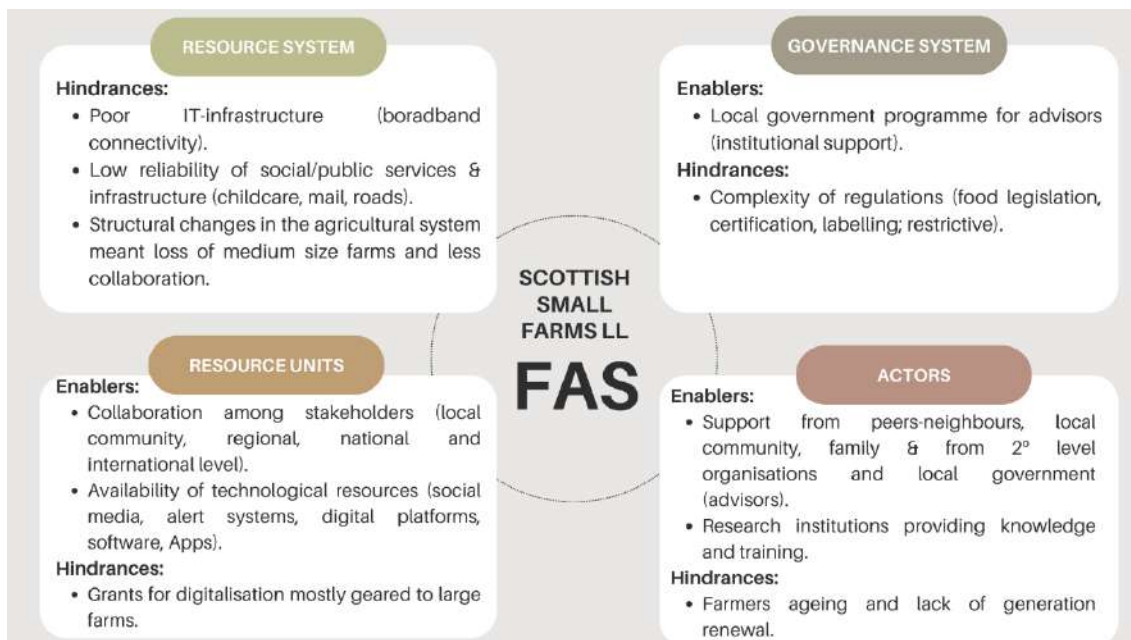 RESOURCE SYSTEM
Hindrances:
• Poor IT-infrastructure (boradband
connectivity).
• Low reliability of social/public services &
infrastructure (childcare, mail, roads).
• Structural changes in the agricultural system
meant loss of medium size farms and less
collaboration.
GOVERNANCE SYSTEM
Enablers:
• Local government programme for advisors
(institutional support).
Hindrances:
• Complexity of regulations (food legislation,
certification, labelling; restrictive).
SCOTTISH
SMALL
FARMS LL
FAS
RESOURCE UNITS
Enablers:
• Collaboration among stakeholders (local
community, regional, national and
international level).
• Availability of technological resources (social
media, alert systems, digital platforms,
software, Apps).
Hindrances:
• Grants for digitalisation mostly geared to large
farms.
ACTORS
Enablers:
• Support from peers-neighbours, local
community, family & from 2º level
organisations and local government
(advisors).
• Research institutions providing knowledge
and training.
Hindrances:
• Farmers ageing and lack of generation
renewal.